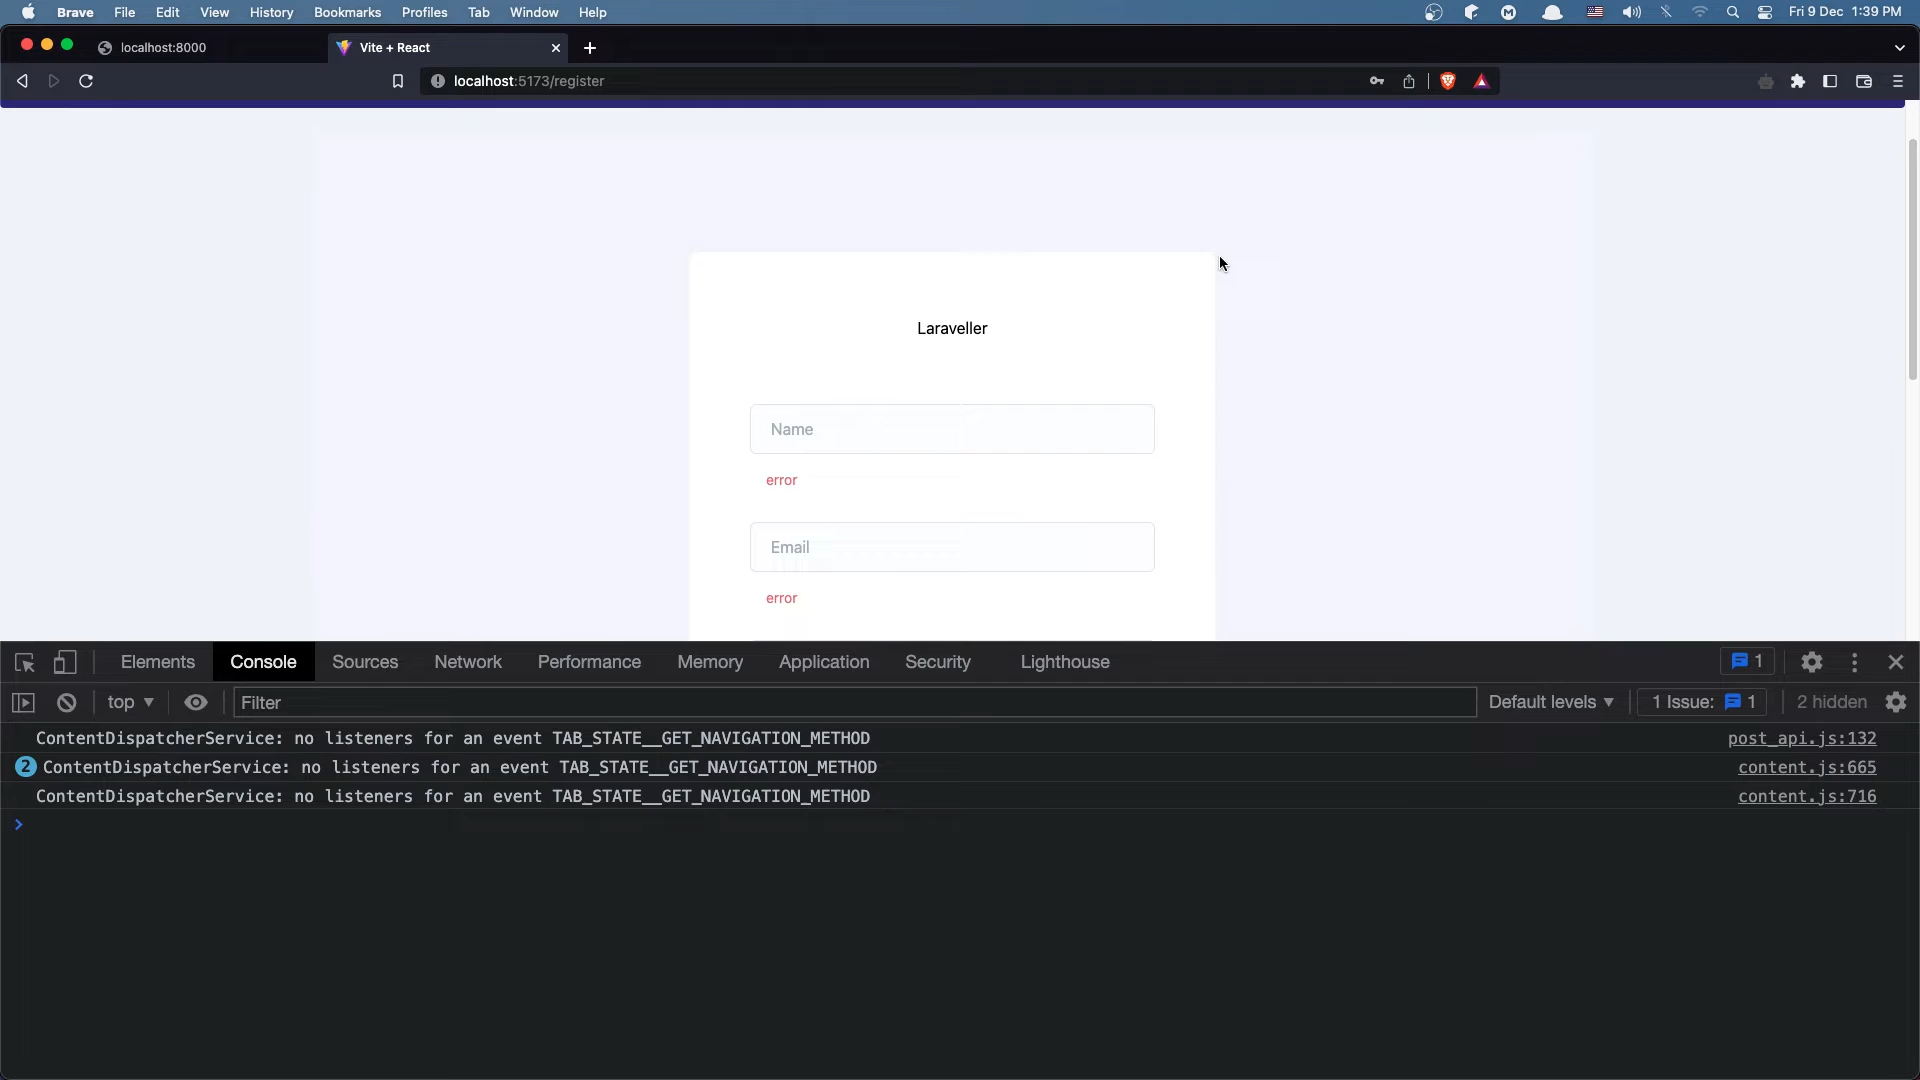 Brave File Edit View History Bookmarks Profiles Tab Window Help Fri 9 Dec 1:39 PM
localhost:8000 Vite + React
localhost:5173/register
Laraveller
Name
error
Email
error
Elements Console Sources Network Performance Memory Application Security Lighthouse 1
top Filter Default levels 1 Issue: 1 2 hidden
ContentDispatcherService: no listeners for an event TAB_STATE__GET_NAVIGATION_METHOD post_api.js:132
2 ContentDispatcherService: no listeners for an event TAB_STATE__GET_NAVIGATION_METHOD content.js:665
ContentDispatcherService: no listeners for an event TAB_STATE__GET_NAVIGATION_METHOD content.js:716